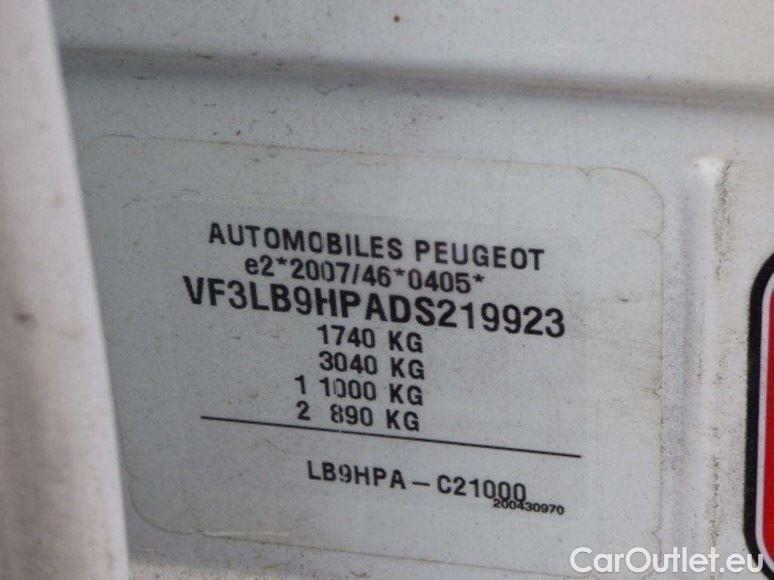 AUTOMOBILES PEUGEOT
e2*2007/46*0405*
VF3LB9HPADS219923
1740 KG
3040 KG
1 1000 KG
2 890 KG
LB9HPA - C21000
200430970
CarOutlet.eu